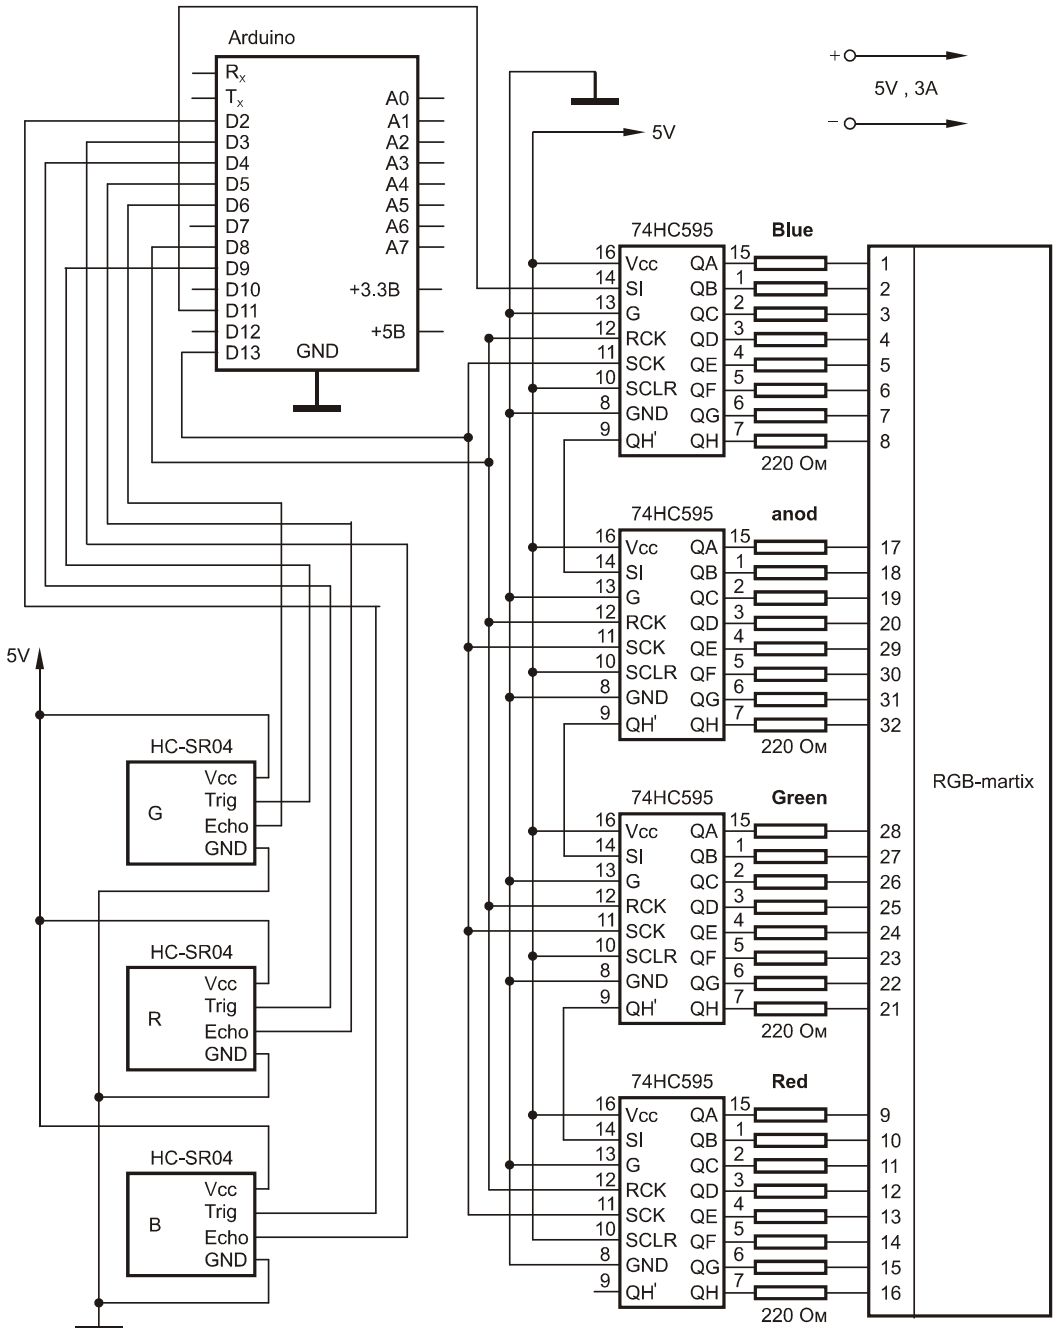 Arduino
Rx
Tx
D2
D3
D4
D5
D6
D7
D8
D9
D10
D11
D12
D13
A0
A1
A2
A3
A4
A5
A6
A7
+3.3В
+5В
GND
5V
+
5V , 3A
−
74HC595 Blue
16 Vcc QA 15 1
14 SI QB 1 2
13 G QC 2 3
12 RCK QD 3 4
11 SCK QE 4 5
10 SCLR QF 5 6
8 GND QG 6 7
9 QH' QH 7 8
220 Ом
74HC595 anod
16 Vcc QA 15 17
14 SI QB 1 18
13 G QC 2 19
12 RCK QD 3 20
11 SCK QE 4 29
10 SCLR QF 5 30
8 GND QG 6 31
9 QH' QH 7 32
220 Ом
74HC595 Green
16 Vcc QA 15 28
14 SI QB 1 27
13 G QC 2 26
12 RCK QD 3 25
11 SCK QE 4 24
10 SCLR QF 5 23
8 GND QG 6 22
9 QH' QH 7 21
220 Ом
74HC595 Red
16 Vcc QA 15 9
14 SI QB 1 10
13 G QC 2 11
12 RCK QD 3 12
11 SCK QE 4 13
10 SCLR QF 5 14
8 GND QG 6 15
9 QH' QH 7 16
220 Ом
RGB-martix
5V
HC-SR04
G
Vcc
Trig
Echo
GND
HC-SR04
R
Vcc
Trig
Echo
GND
HC-SR04
B
Vcc
Trig
Echo
GND